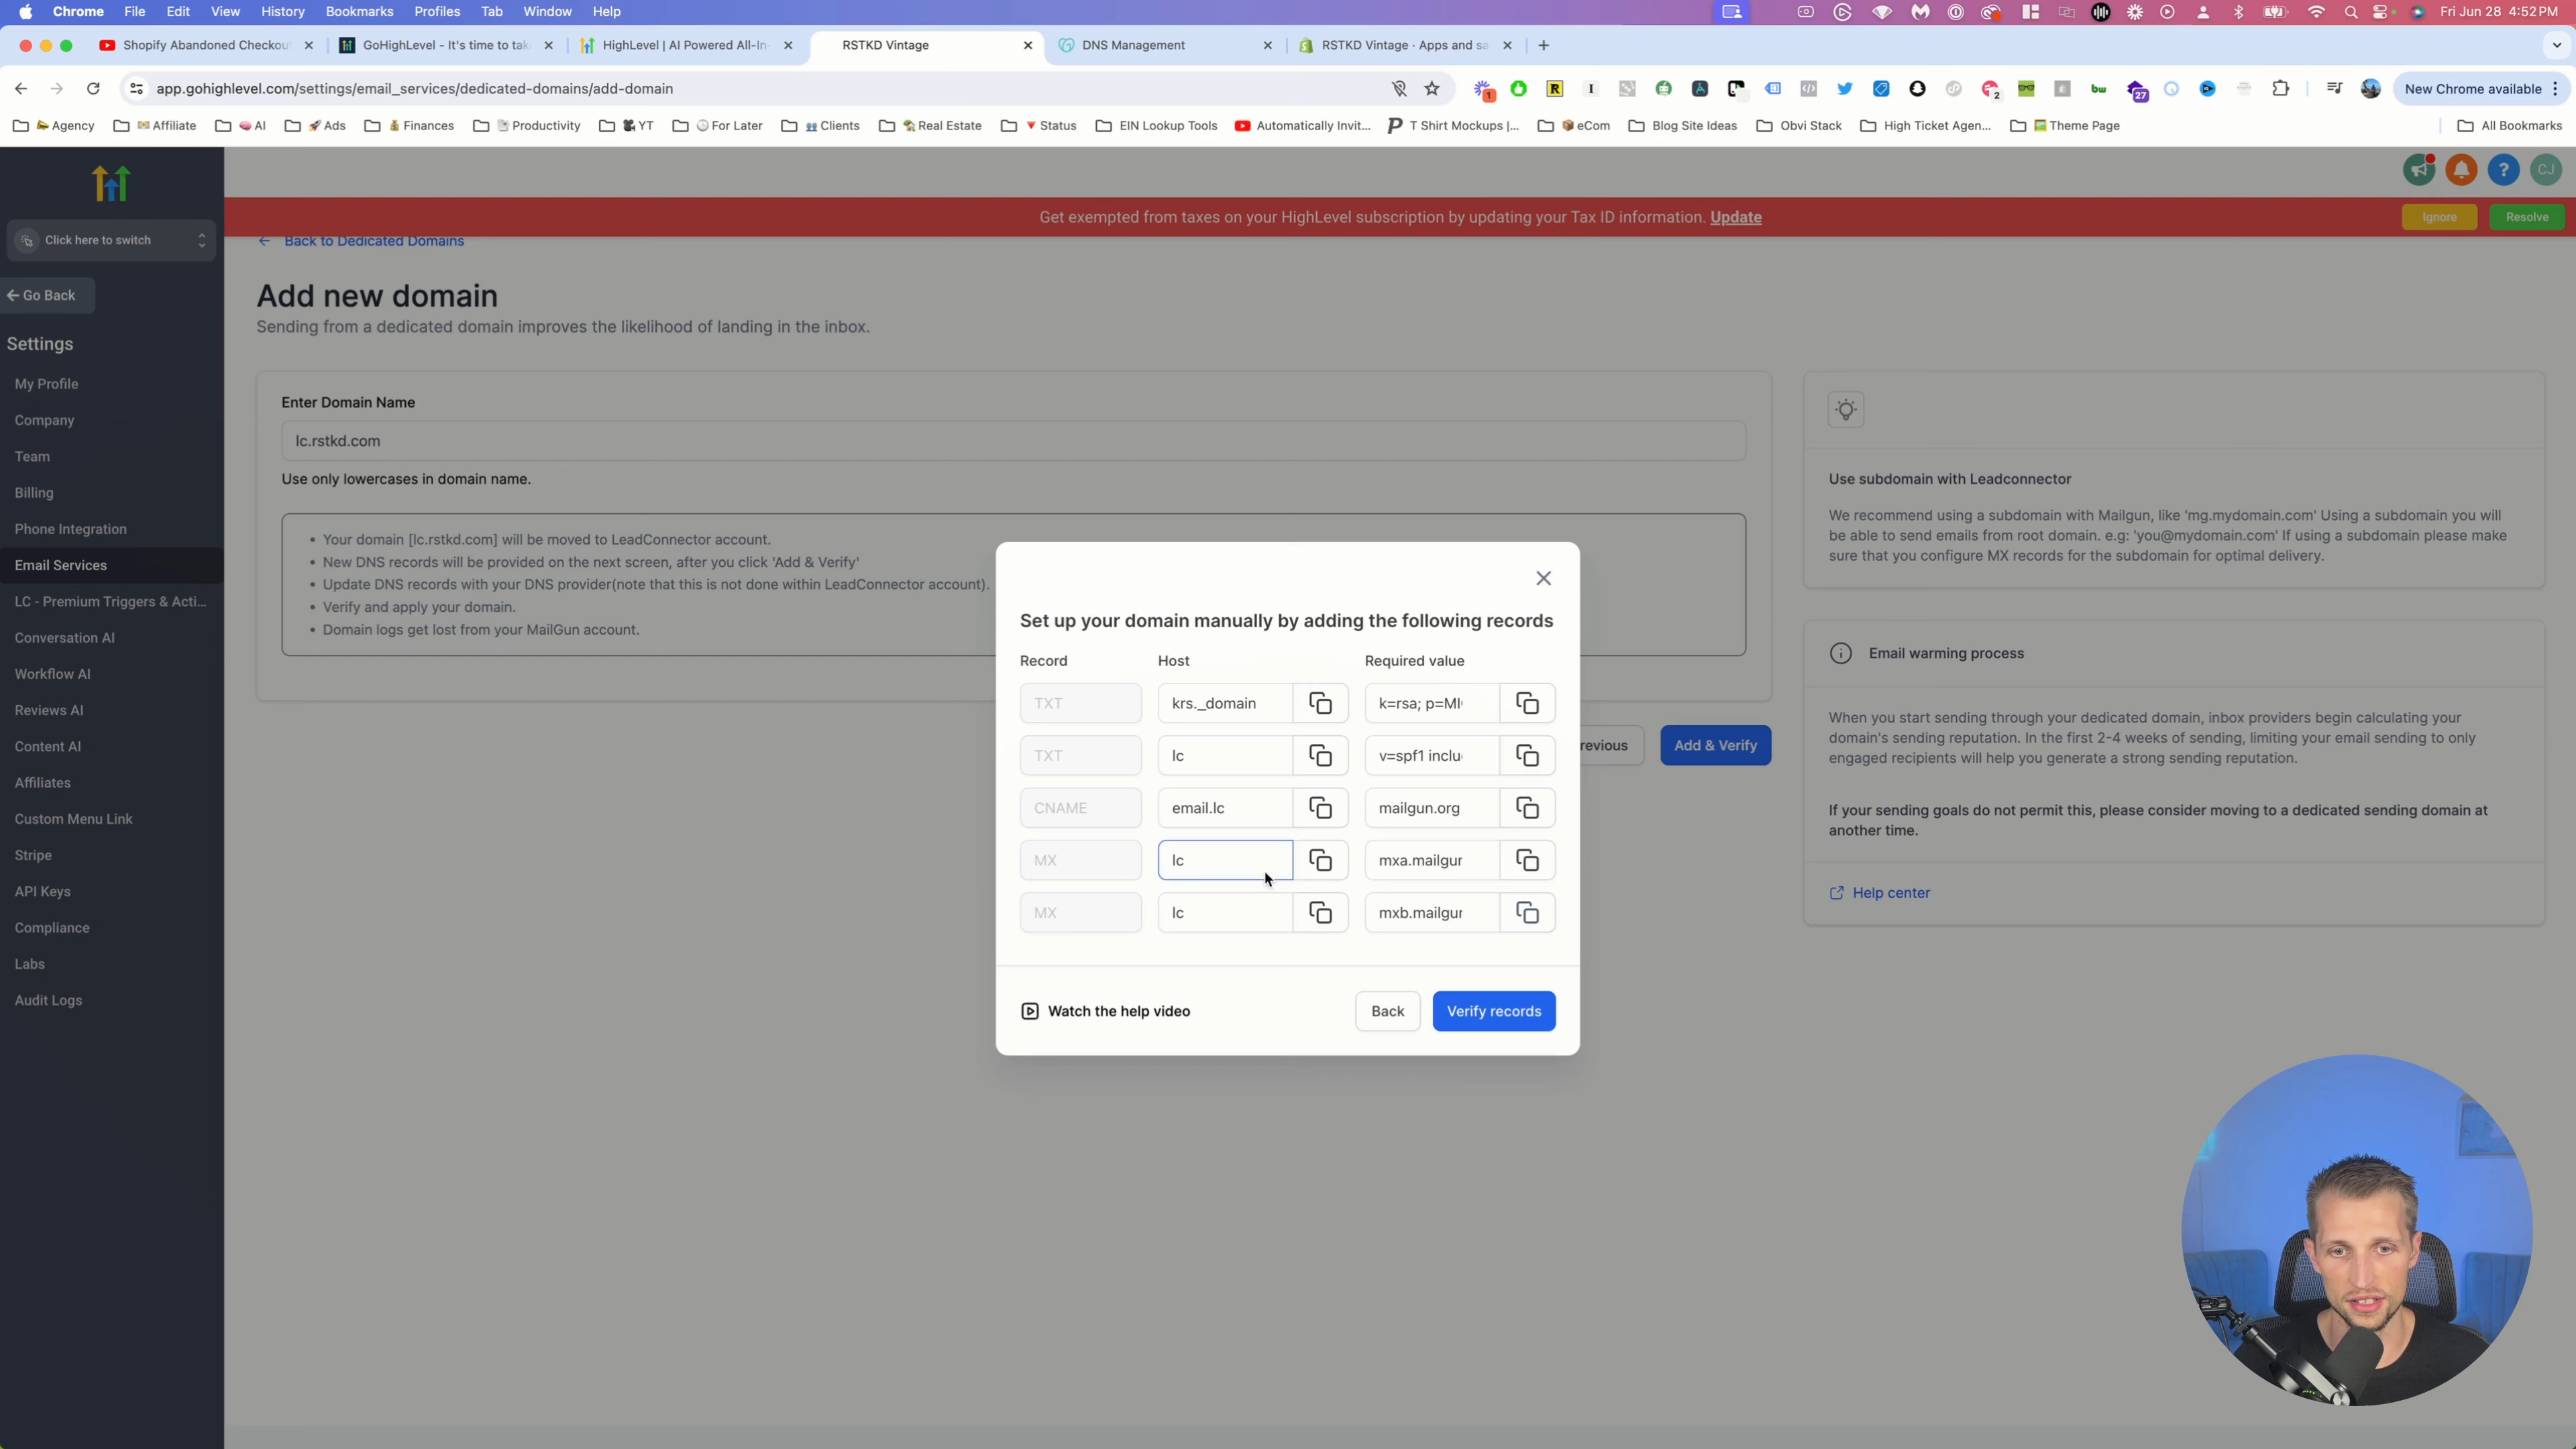 Chrome File Edit View History Bookmarks Profiles Tab Window Help
Fri Jun 28 4:52 PM
Shopify Abandoned Checkou
GoHighLevel - It's time to tak
HighLevel | AI Powered All-In-
RSTKD Vintage
DNS Management
RSTKD Vintage · Apps and sa
app.gohighlevel.com/settings/email_services/dedicated-domains/add-domain
1
2
27
New Chrome available
Agency Affiliate AI Ads Finances Productivity YT For Later Clients Real Estate Status EIN Lookup Tools Automatically Invit... T Shirt Mockups |... eCom Blog Site Ideas Obvi Stack High Ticket Agen... Theme Page All Bookmarks
CJ
Get exempted from taxes on your HighLevel subscription by updating your Tax ID information. Update
Ignore
Resolve
Click here to switch
Go Back
Settings
My Profile
Company
Team
Billing
Phone Integration
Email Services
LC - Premium Triggers & Acti...
Conversation AI
Workflow AI
Reviews AI
Content AI
Affiliates
Custom Menu Link
Stripe
API Keys
Compliance
Labs
Audit Logs
Back to Dedicated Domains
Add new domain
Sending from a dedicated domain improves the likelihood of landing in the inbox.
Enter Domain Name
lc.rstkd.com
Use only lowercases in domain name.
• Your domain [lc.rstkd.com] will be moved to LeadConnector account.
• New DNS records will be provided on the next screen, after you click 'Add & Verify'
• Update DNS records with your DNS provider(note that this is not done within LeadConnector account).
• Verify and apply your domain.
• Domain logs get lost from your MailGun account.
revious
Add & Verify
Set up your domain manually by adding the following records
Record Host Required value
TXT krs._domain k=rsa; p=MI
TXT lc v=spf1 inclu
CNAME email.lc mailgun.org
MX lc mxa.mailgur
MX lc mxb.mailgur
Watch the help video
Back
Verify records
Use subdomain with Leadconnector
We recommend using a subdomain with Mailgun, like 'mg.mydomain.com' Using a subdomain you will
be able to send emails from root domain. e.g: 'you@mydomain.com' If using a subdomain please make
sure that you configure MX records for the subdomain for optimal delivery.
Email warming process
When you start sending through your dedicated domain, inbox providers begin calculating your
domain's sending reputation. In the first 2-4 weeks of sending, limiting your email sending to only
engaged recipients will help you generate a strong sending reputation.
If your sending goals do not permit this, please consider moving to a dedicated sending domain at
another time.
Help center